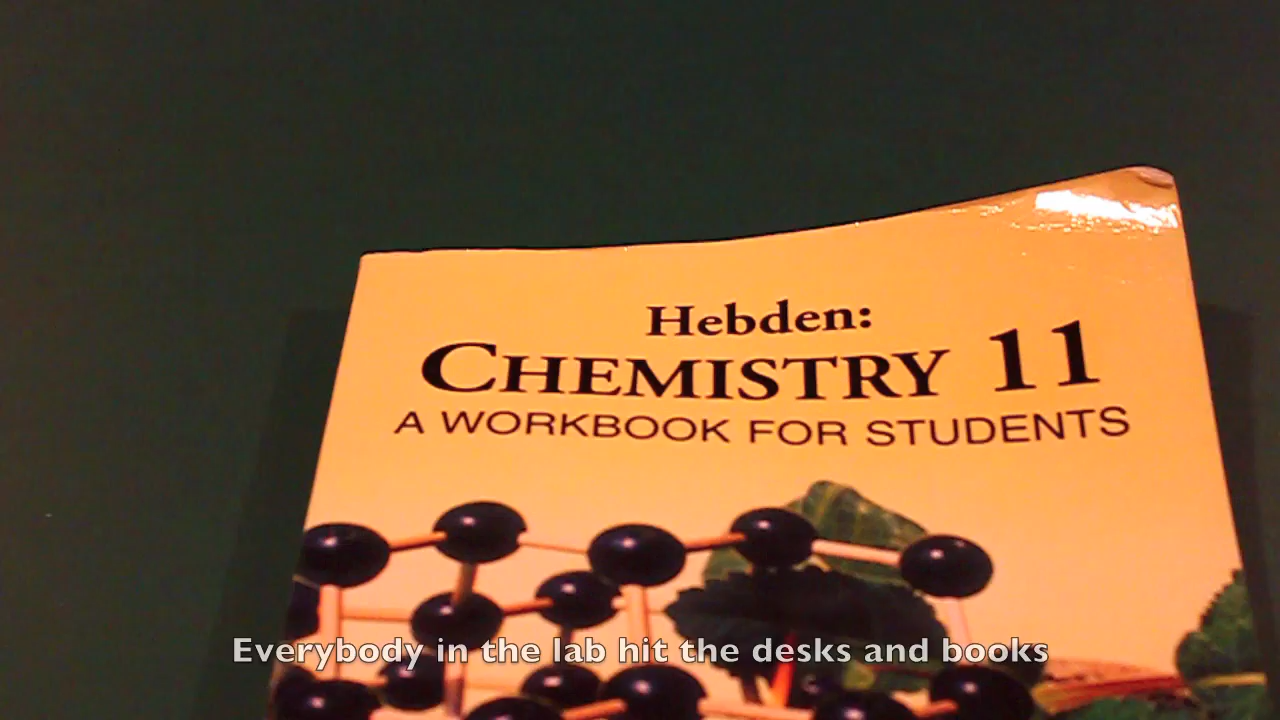 Hebden:
CHEMISTRY 11
A WORKBOOK FOR STUDENTS
Everybody in the lab hit the desks and books